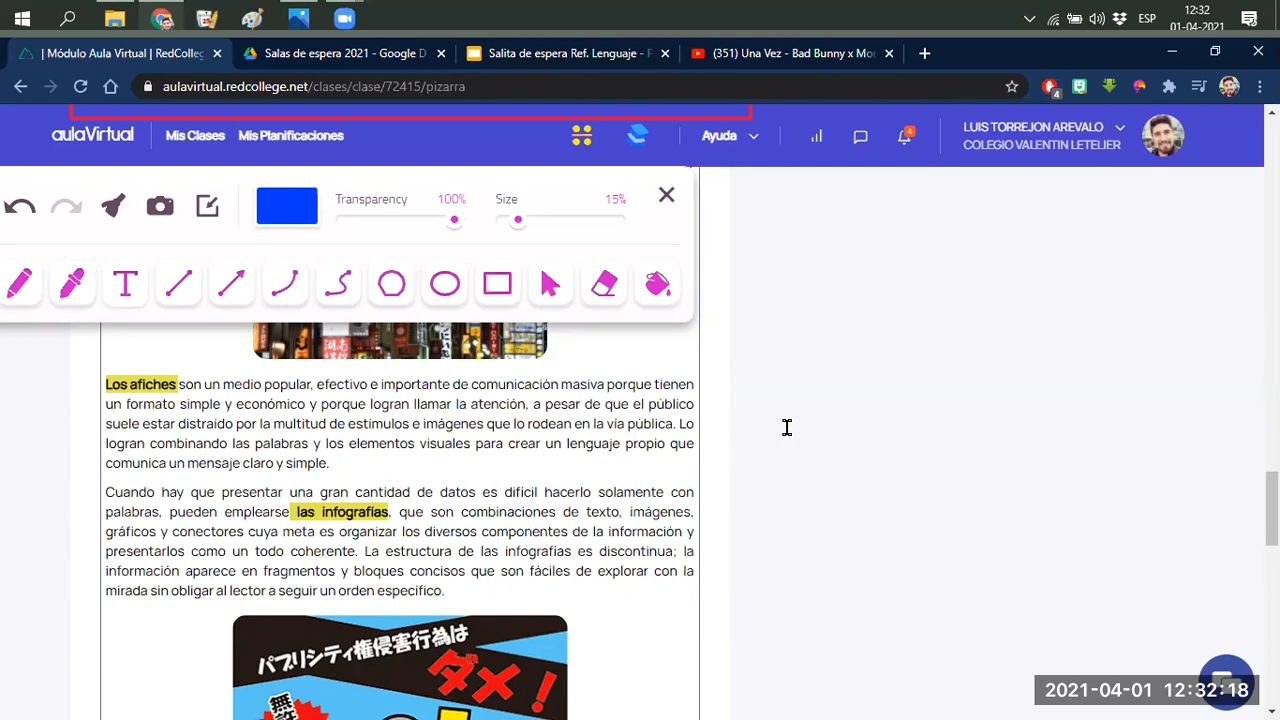 12:32
ESP
01-04-2021
| Módulo Aula Virtual | RedColleg
Salas de espera 2021 - Google D
Salita de espera Ref. Lenguaje - P
(351) Una Vez - Bad Bunny x Mor
aulavirtual.redcollege.net/clases/clase/72415/pizarra
4
aulaVirtual
Mis Clases
Mis Planificaciones
Ayuda
4
LUIS TORREJON AREVALO
COLEGIO VALENTIN LETELIER
Transparency 100%
Size 15%
T
Los afiches son un medio popular, efectivo e importante de comunicación masiva porque tienen
un formato simple y económico y porque logran llamar la atención, a pesar de que el público
suele estar distraído por la multitud de estímulos e imágenes que lo rodean en la vía pública. Lo
logran combinando las palabras y los elementos visuales para crear un lenguaje propio que
comunica un mensaje claro y simple.
Cuando hay que presentar una gran cantidad de datos es difícil hacerlo solamente con
palabras, pueden emplearse las infografías, que son combinaciones de texto, imágenes,
gráficos y conectores cuya meta es organizar los diversos componentes de la información y
presentarlos como un todo coherente. La estructura de las infografías es discontinua; la
información aparece en fragmentos y bloques concisos que son fáciles de explorar con la
mirada sin obligar al lector a seguir un orden específico.
パブリシティ権侵害行為は
ダメ!
無許
2021-04-01 12:32:18